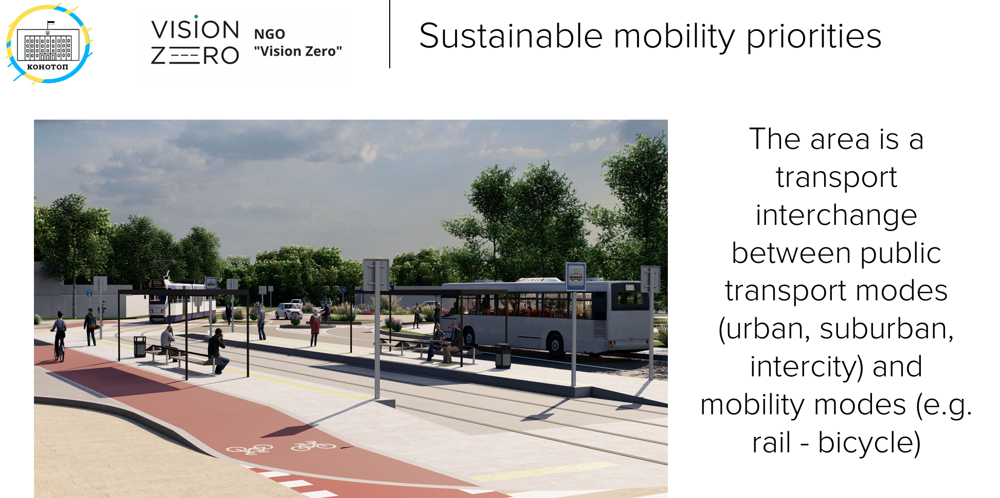 КОНОТОП
VISION
ZERO
NGO
"Vision Zero"
Sustainable mobility priorities
The area is a
transport
interchange
between public
transport modes
(urban, suburban,
intercity) and
mobility modes (e.g.
rail - bicycle)